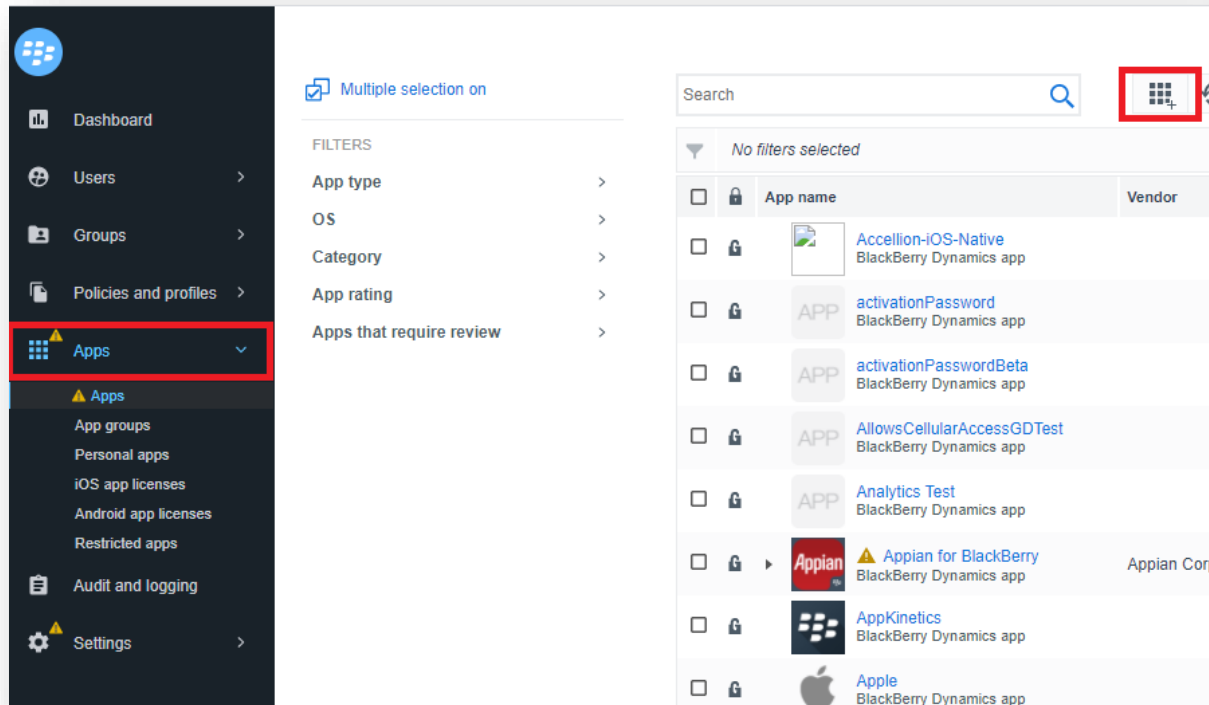 Dashboard
Users
Groups
Policies and profiles
Apps
Apps
App groups
Personal apps
iOS app licenses
Android app licenses
Restricted apps
Audit and logging
Settings
Multiple selection on
FILTERS
App type
OS
Category
App rating
Apps that require review
Search
No filters selected
App name Vendor
Accellion-iOS-Native
BlackBerry Dynamics app
APP
activationPassword
BlackBerry Dynamics app
APP
activationPasswordBeta
BlackBerry Dynamics app
APP
AllowsCellularAccessGDTest
BlackBerry Dynamics app
APP
Analytics Test
BlackBerry Dynamics app
Appian
Appian for BlackBerry
BlackBerry Dynamics app
Appian Corp
AppKinetics
BlackBerry Dynamics app
Apple
BlackBerry Dynamics app